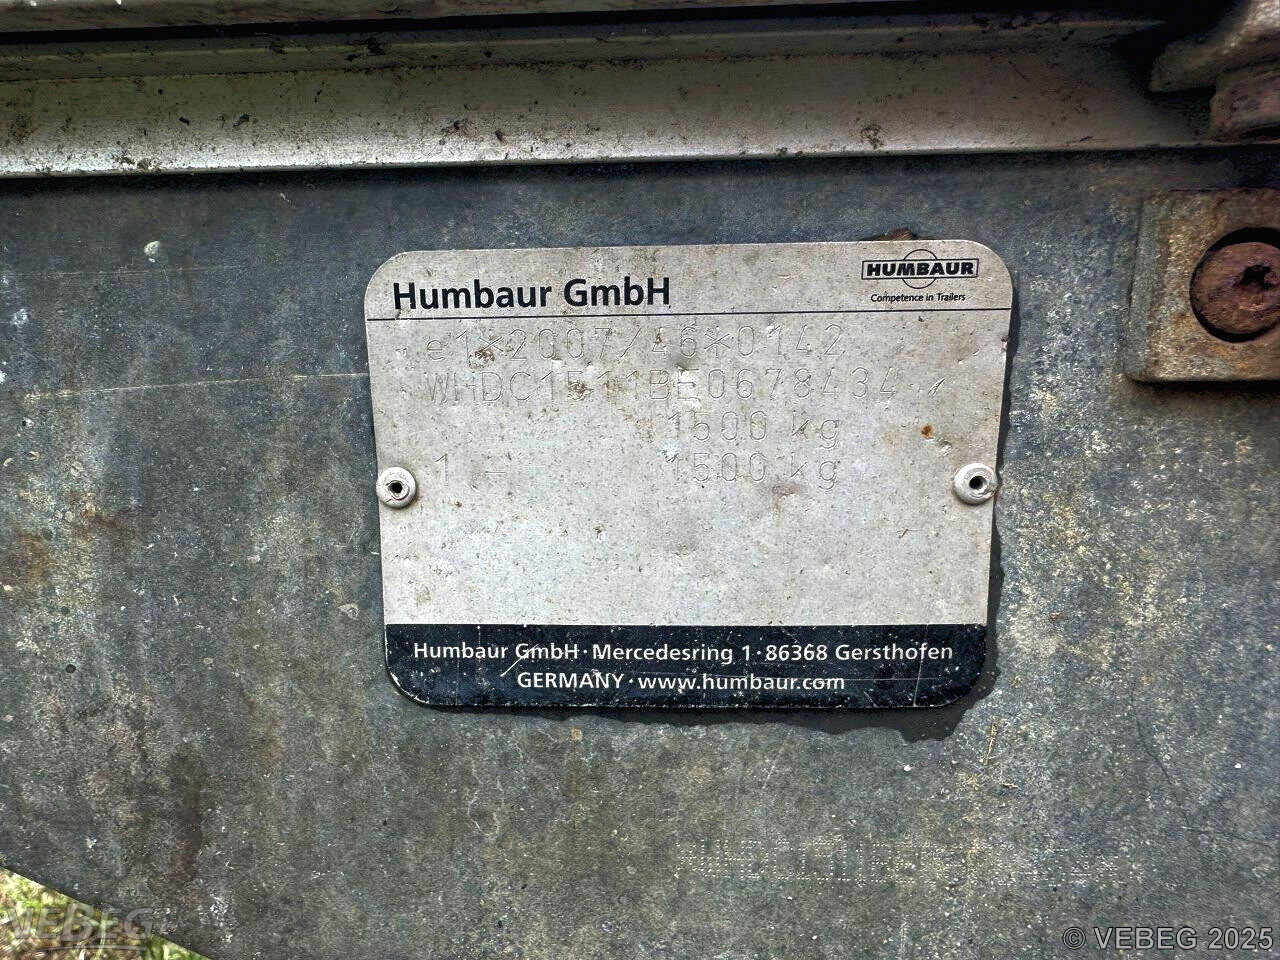 Humbaur GmbH
HUMBAUR
Competence in Trailers
e1*2007/46*0142
WHDC1511BE0678434
1500 kg
1 - 1500 kg
Humbaur GmbH · Mercedesring 1 · 86368 Gersthofen
GERMANY · www.humbaur.com
VEBEG
© VEBEG 2025